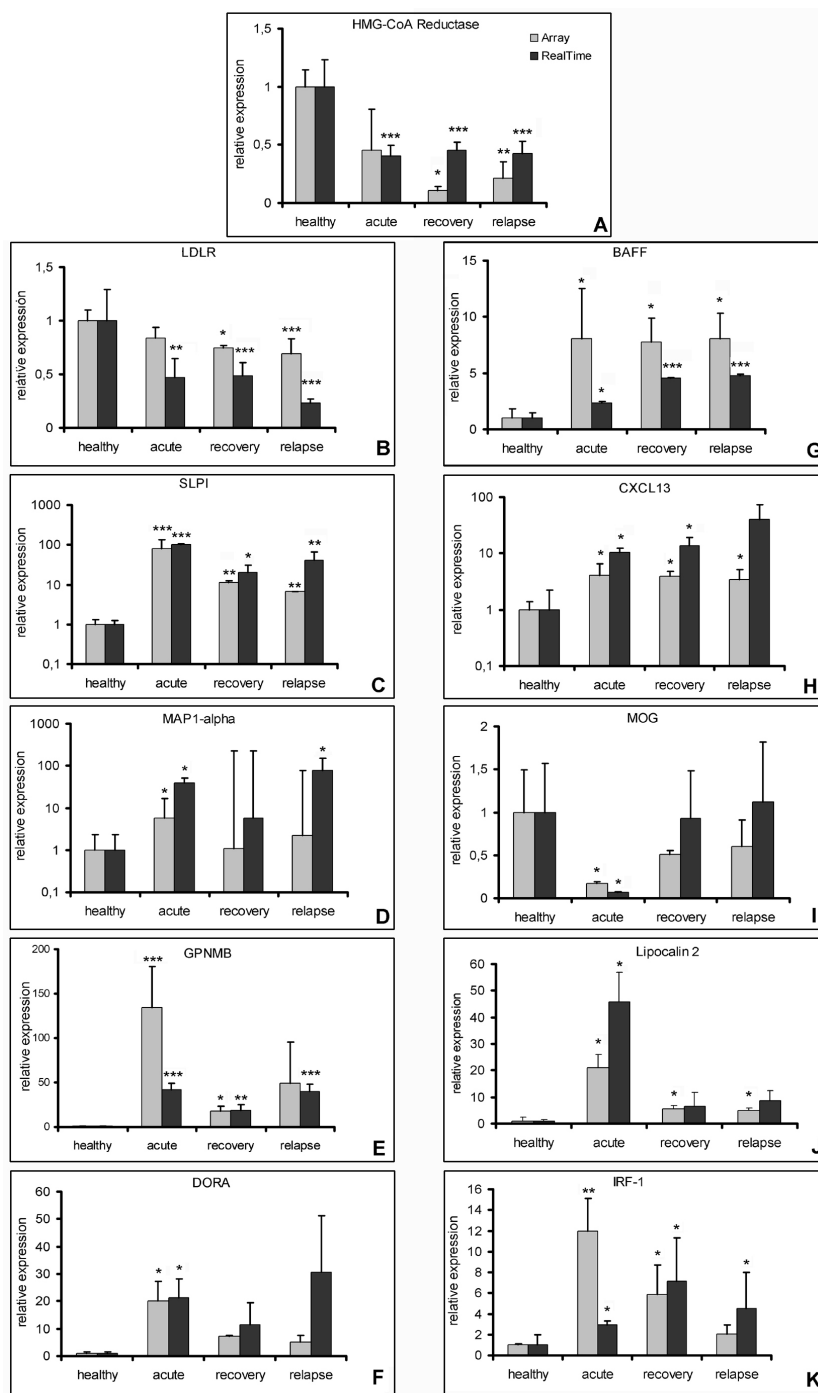 HMG-CoA Reductase
1,5
1
0,5
0
relative expression
Array
RealTime
***
*
***
**
***
healthy acute recovery relapse
A
LDLR
1,5
1
0,5
0
relative expression
**
*
***
***
***
healthy acute recovery relapse
B
BAFF
15
10
5
0
relative expression
*
*
*
***
*
***
healthy acute recovery relapse
G
SLPI
1000
100
10
1
0,1
relative expression
***
***
**
*
**
**
healthy acute recovery relapse
C
CXCL13
100
10
1
0,1
relative expression
*
*
*
*
*
healthy acute recovery relapse
H
MAP1-alpha
1000
100
10
1
0,1
relative expression
*
*
*
healthy acute recovery relapse
D
MOG
2
1,5
1
0,5
0
relative expression
*
*
healthy acute recovery relapse
I
GPNMB
200
150
100
50
0
relative expression
***
***
*
**
***
healthy acute recovery relapse
E
Lipocalin 2
60
50
40
30
20
10
0
relative expression
*
*
*
*
healthy acute recovery relapse
J
DORA
60
50
40
30
20
10
0
relative expression
*
*
healthy acute recovery relapse
F
IRF-1
16
14
12
10
8
6
4
2
0
relative expression
**
*
*
*
*
healthy acute recovery relapse
K